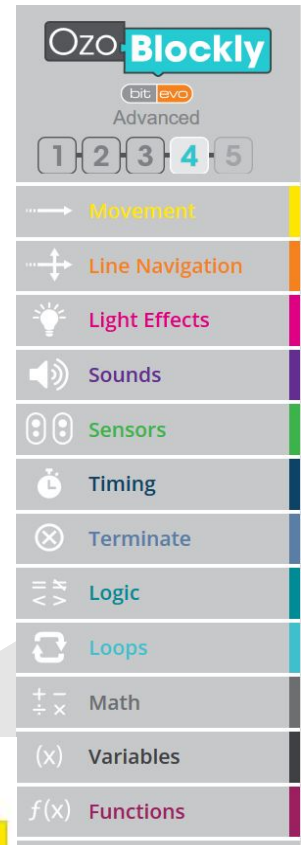 Ozo Blockly
bit evo
Advanced
1 2 3 4 5
Movement
Line Navigation
Light Effects
Sounds
Sensors
Timing
Terminate
= ≠ < > Logic
Loops
+ − ÷ × Math
(x) Variables
f(x) Functions